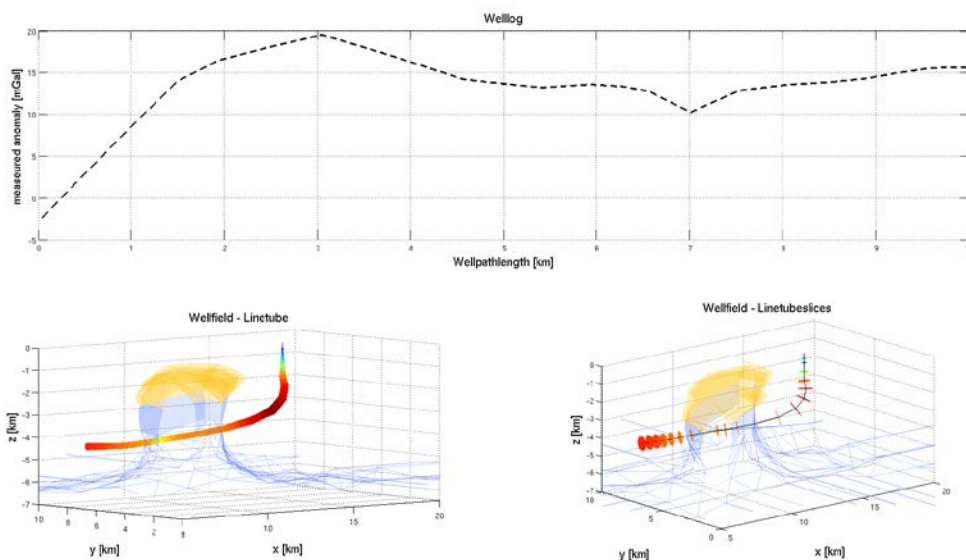 Welllog
measeured anomaly [mGal]
20
15
10
5
0
-5
0 1 2 3 4 5 6 7 8 9
Wellpathlength [km]
Wellfield - Linetube
z [km]
0
-1
-2
-3
-4
-5
-6
-7
10 8 6 4 2
10 15 20
y [km]
x [km]
Wellfield - Linetubeslices
z [km]
0
-1
-2
-3
-4
-5
-6
-7
10 5 0
5 10 15 20
y [km]
x [km]